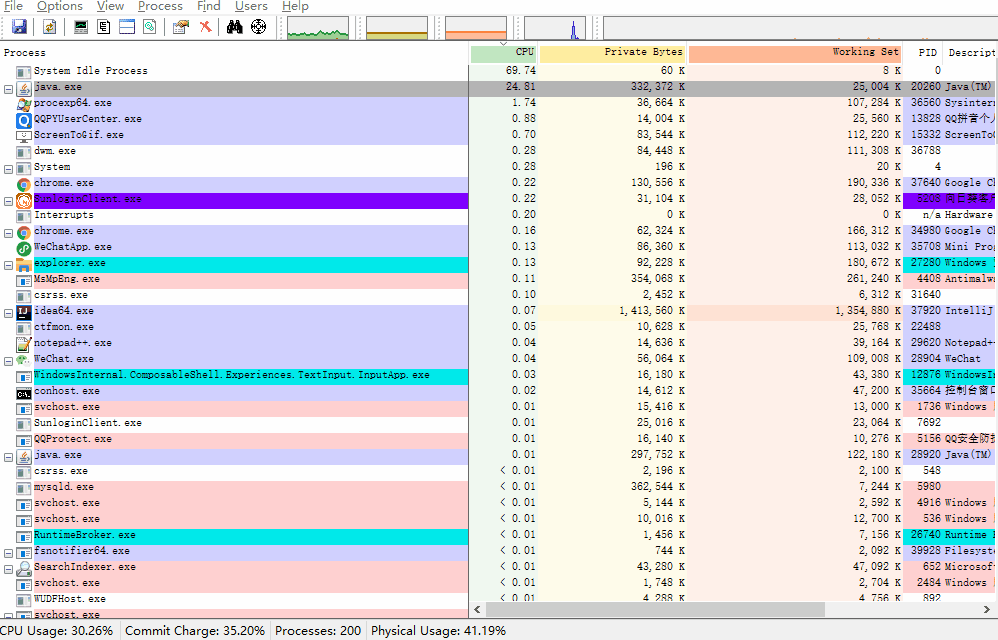 File Options View Process Find Users Help
Process CPU Private Bytes Working Set PID Descript
System Idle Process 69.74 60 K 8 K 0
java.exe 24.81 332,372 K 25,004 K 20260 Java(TM)
procexp64.exe 1.74 36,664 K 107,284 K 36560 Sysintern
QQPYUserCenter.exe 0.88 14,004 K 25,560 K 13828 QQ拼音个人
ScreenToGif.exe 0.70 83,544 K 112,220 K 15332 ScreenToG
dwm.exe 0.28 84,448 K 111,308 K 36788
System 0.28 196 K 20 K 4
chrome.exe 0.22 130,556 K 190,336 K 37640 Google Ch
SunloginClient.exe 0.22 31,104 K 28,052 K 5208 向日葵客户
Interrupts 0.20 0 K 0 K n/a Hardware
chrome.exe 0.16 62,324 K 166,312 K 34980 Google Ch
WeChatApp.exe 0.13 86,360 K 113,032 K 35708 Mini Pro
explorer.exe 0.13 92,228 K 180,672 K 27280 Windows
MsMpEng.exe 0.11 354,068 K 261,240 K 4408 Antimalw
csrss.exe 0.10 2,452 K 6,312 K 31640
idea64.exe 0.07 1,413,560 K 1,354,880 K 37920 IntelliJ
ctfmon.exe 0.05 10,628 K 25,768 K 22488
notepad++.exe 0.04 14,636 K 39,164 K 29620 Notepad++
WeChat.exe 0.04 56,064 K 109,008 K 28904 WeChat
WindowsInternal.ComposableShell.Experiences.TextInput.InputApp.exe 0.03 16,180 K 43,380 K 12876 WindowsIn
conhost.exe 0.02 14,612 K 47,200 K 35664 控制台窗口
svchost.exe 0.01 15,416 K 13,000 K 1736 Windows
SunloginClient.exe 0.01 25,016 K 23,064 K 7692
QQProtect.exe 0.01 16,140 K 10,276 K 5156 QQ安全防护
java.exe 0.01 297,752 K 122,180 K 28920 Java(TM)
csrss.exe < 0.01 2,196 K 2,100 K 548
mysqld.exe < 0.01 362,544 K 7,244 K 5980
svchost.exe < 0.01 5,144 K 2,592 K 4916 Windows
svchost.exe < 0.01 10,016 K 12,700 K 536 Windows
RuntimeBroker.exe < 0.01 1,456 K 7,156 K 26740 Runtime
fsnotifier64.exe < 0.01 744 K 2,092 K 39928 Filesyste
SearchIndexer.exe < 0.01 43,280 K 47,092 K 652 Microsoft
svchost.exe < 0.01 1,748 K 2,704 K 2484 Windows
WUDFHost.exe < 0.01 4,288 K 4,756 K 892
svchost.exe
CPU Usage: 30.26% Commit Charge: 35.20% Processes: 200 Physical Usage: 41.19%